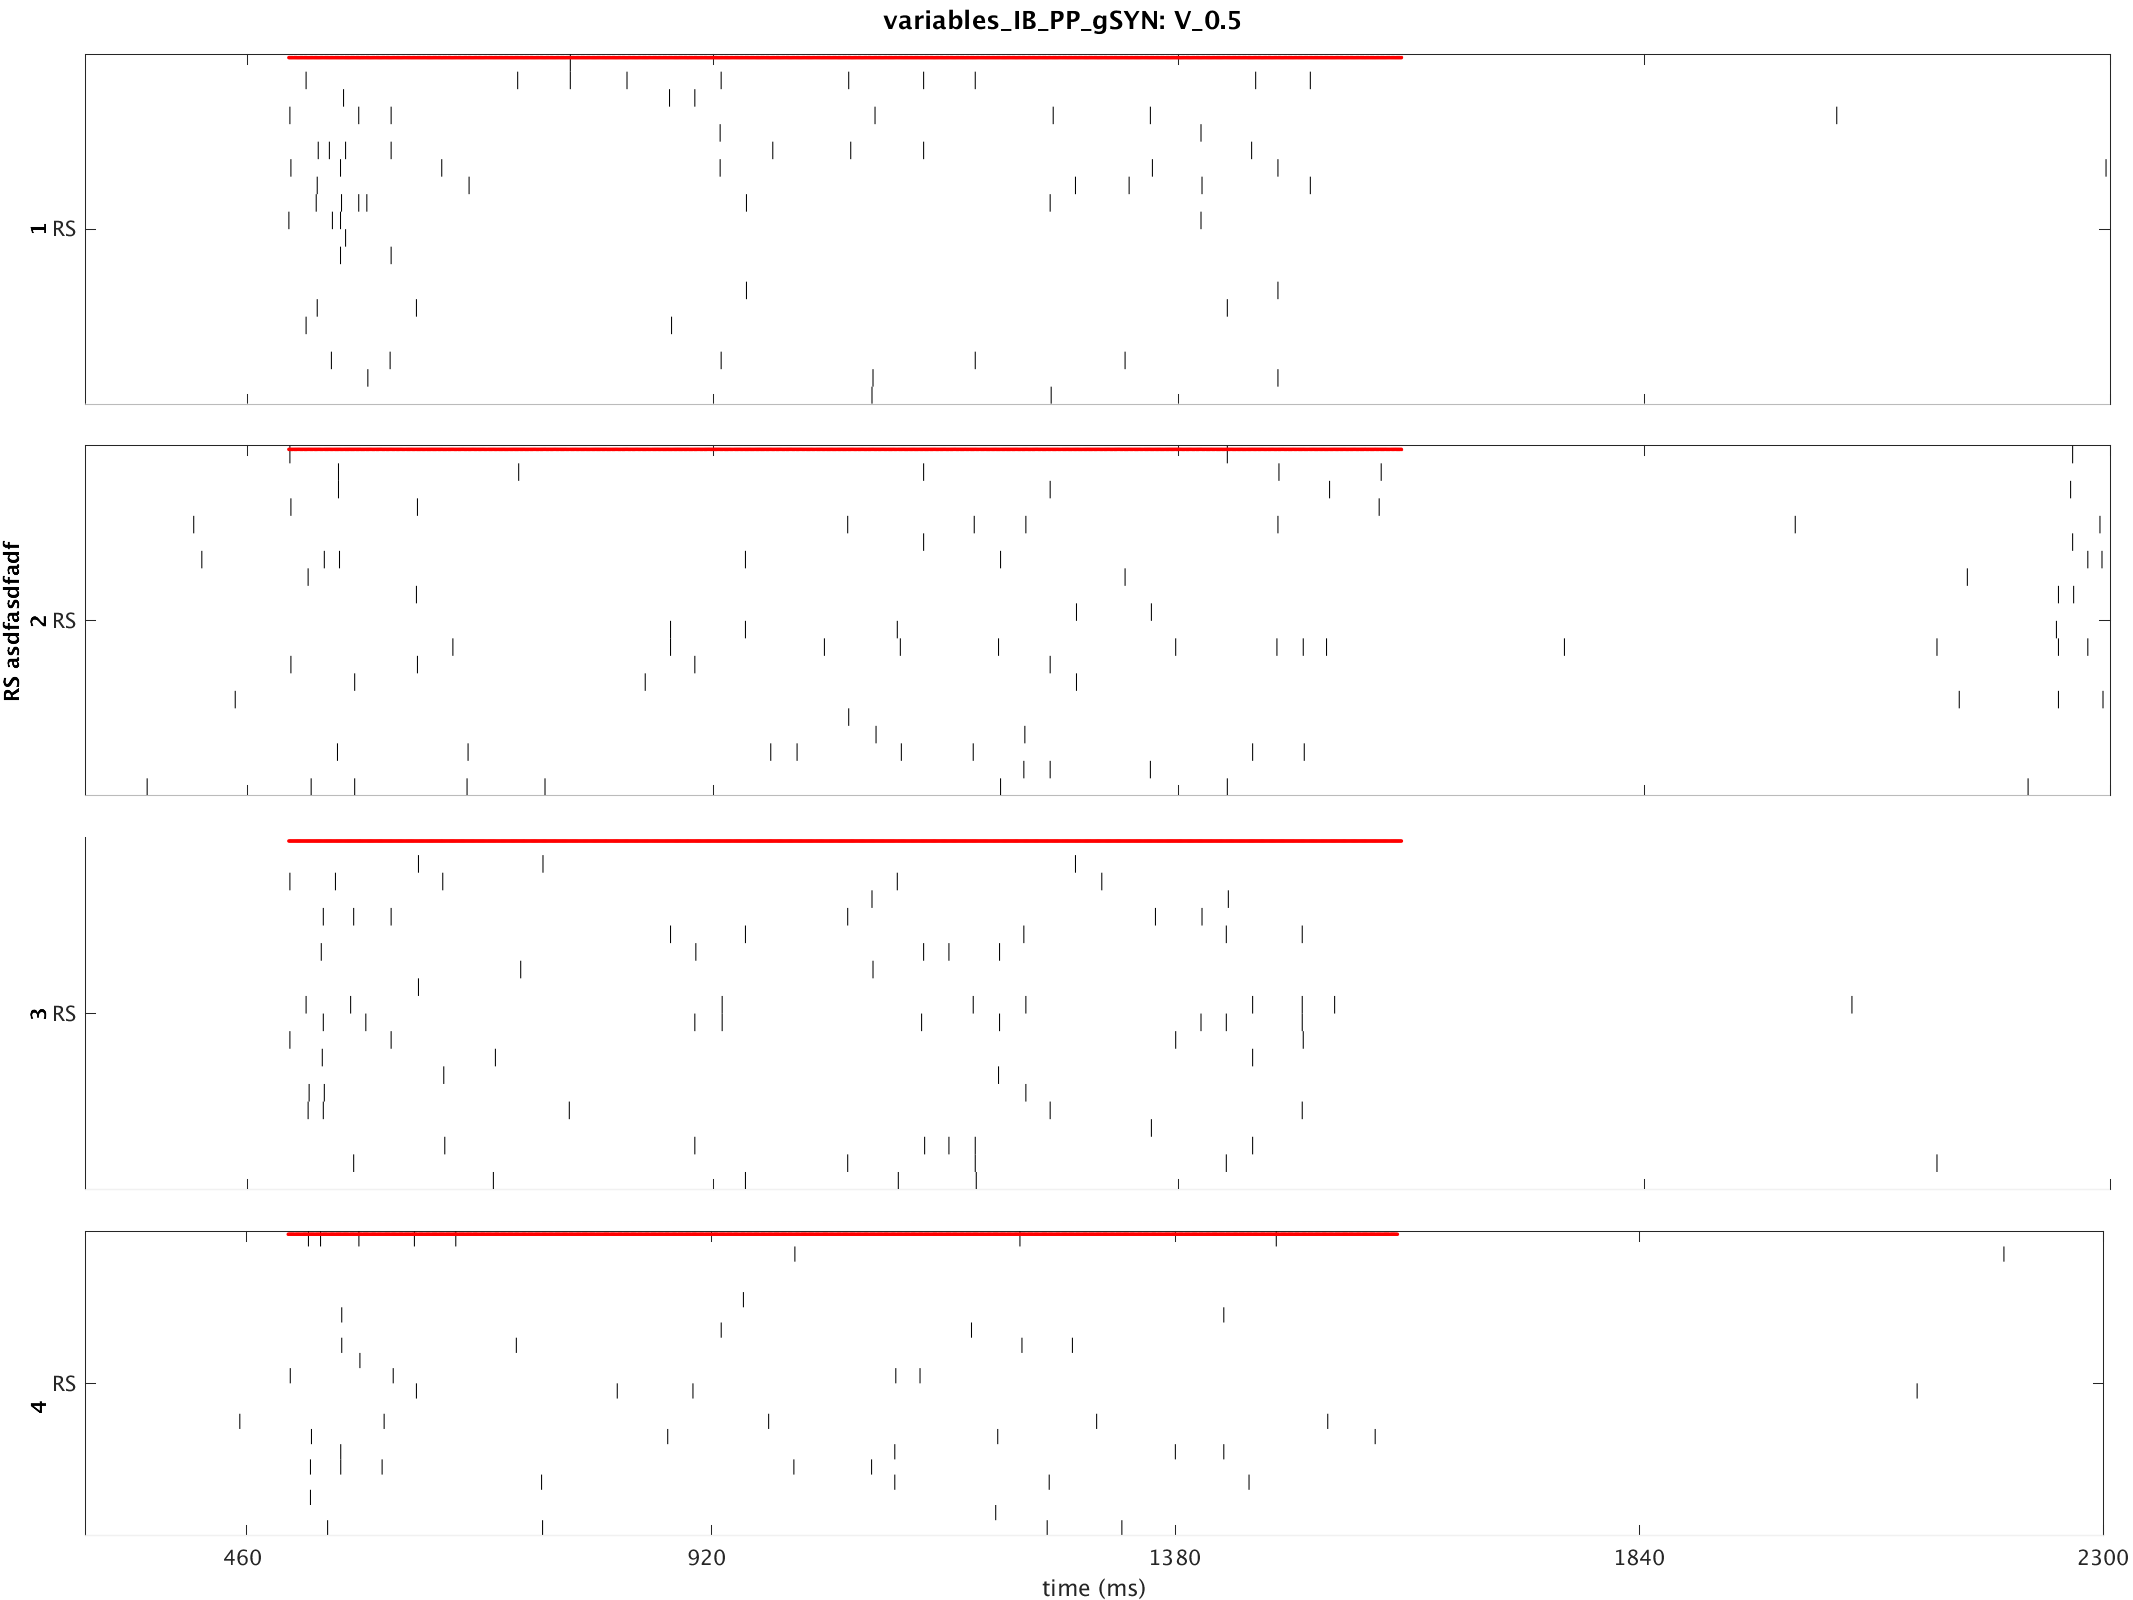 variables_IB_PP_gSYN: V_0.5
RS asdfasdfadf
1 RS
2 RS
3 RS
4 RS
460 920 1380 1840 2300
time (ms)